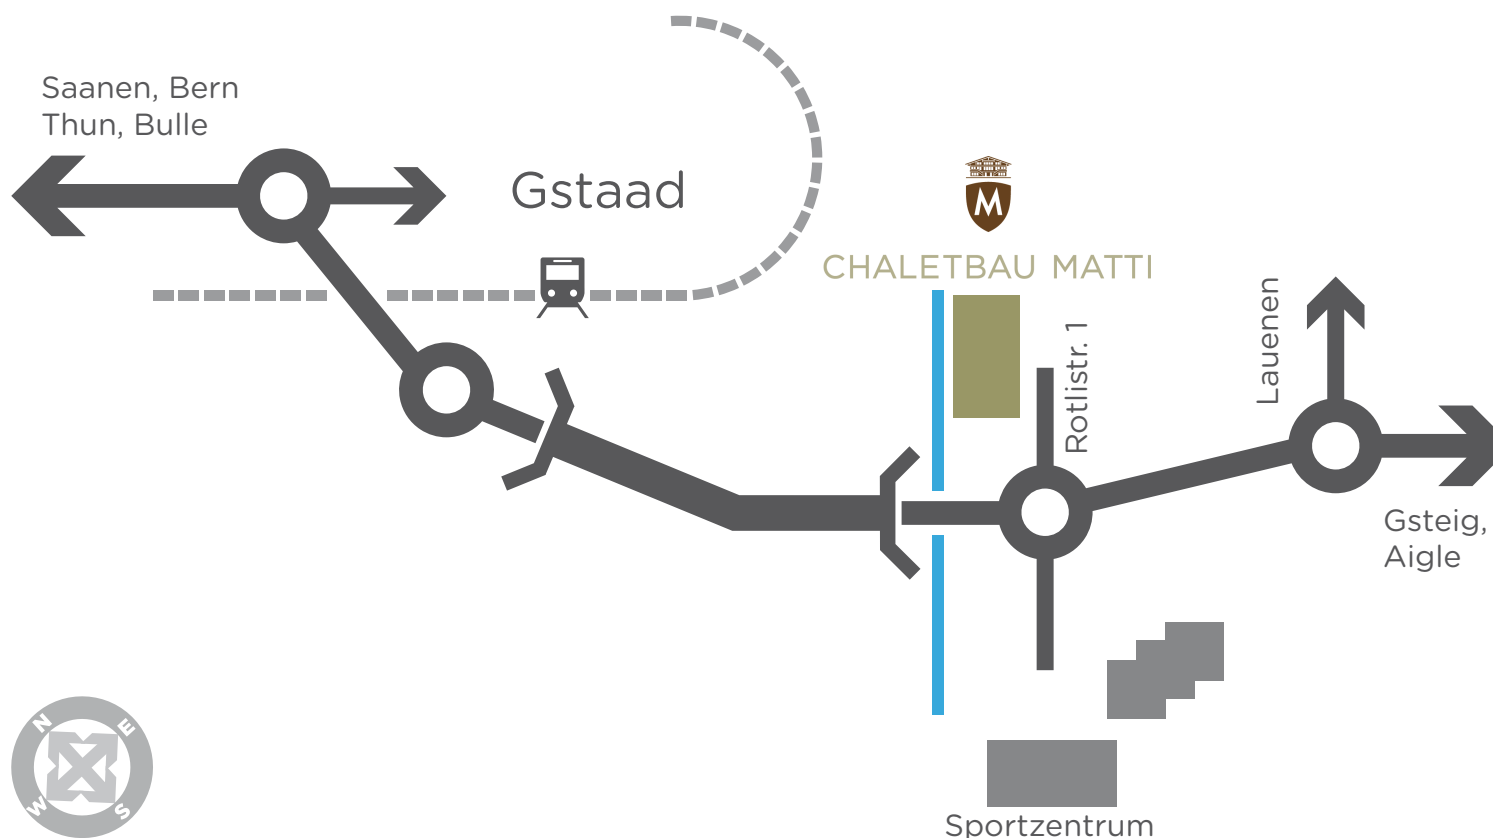 Saanen, Bern
Thun, Bulle
Gstaad
M
CHALETBAU MATTI
Rotlistr. 1
Lauenen
Gsteig,
Aigle
N
E
W
S
Sportzentrum